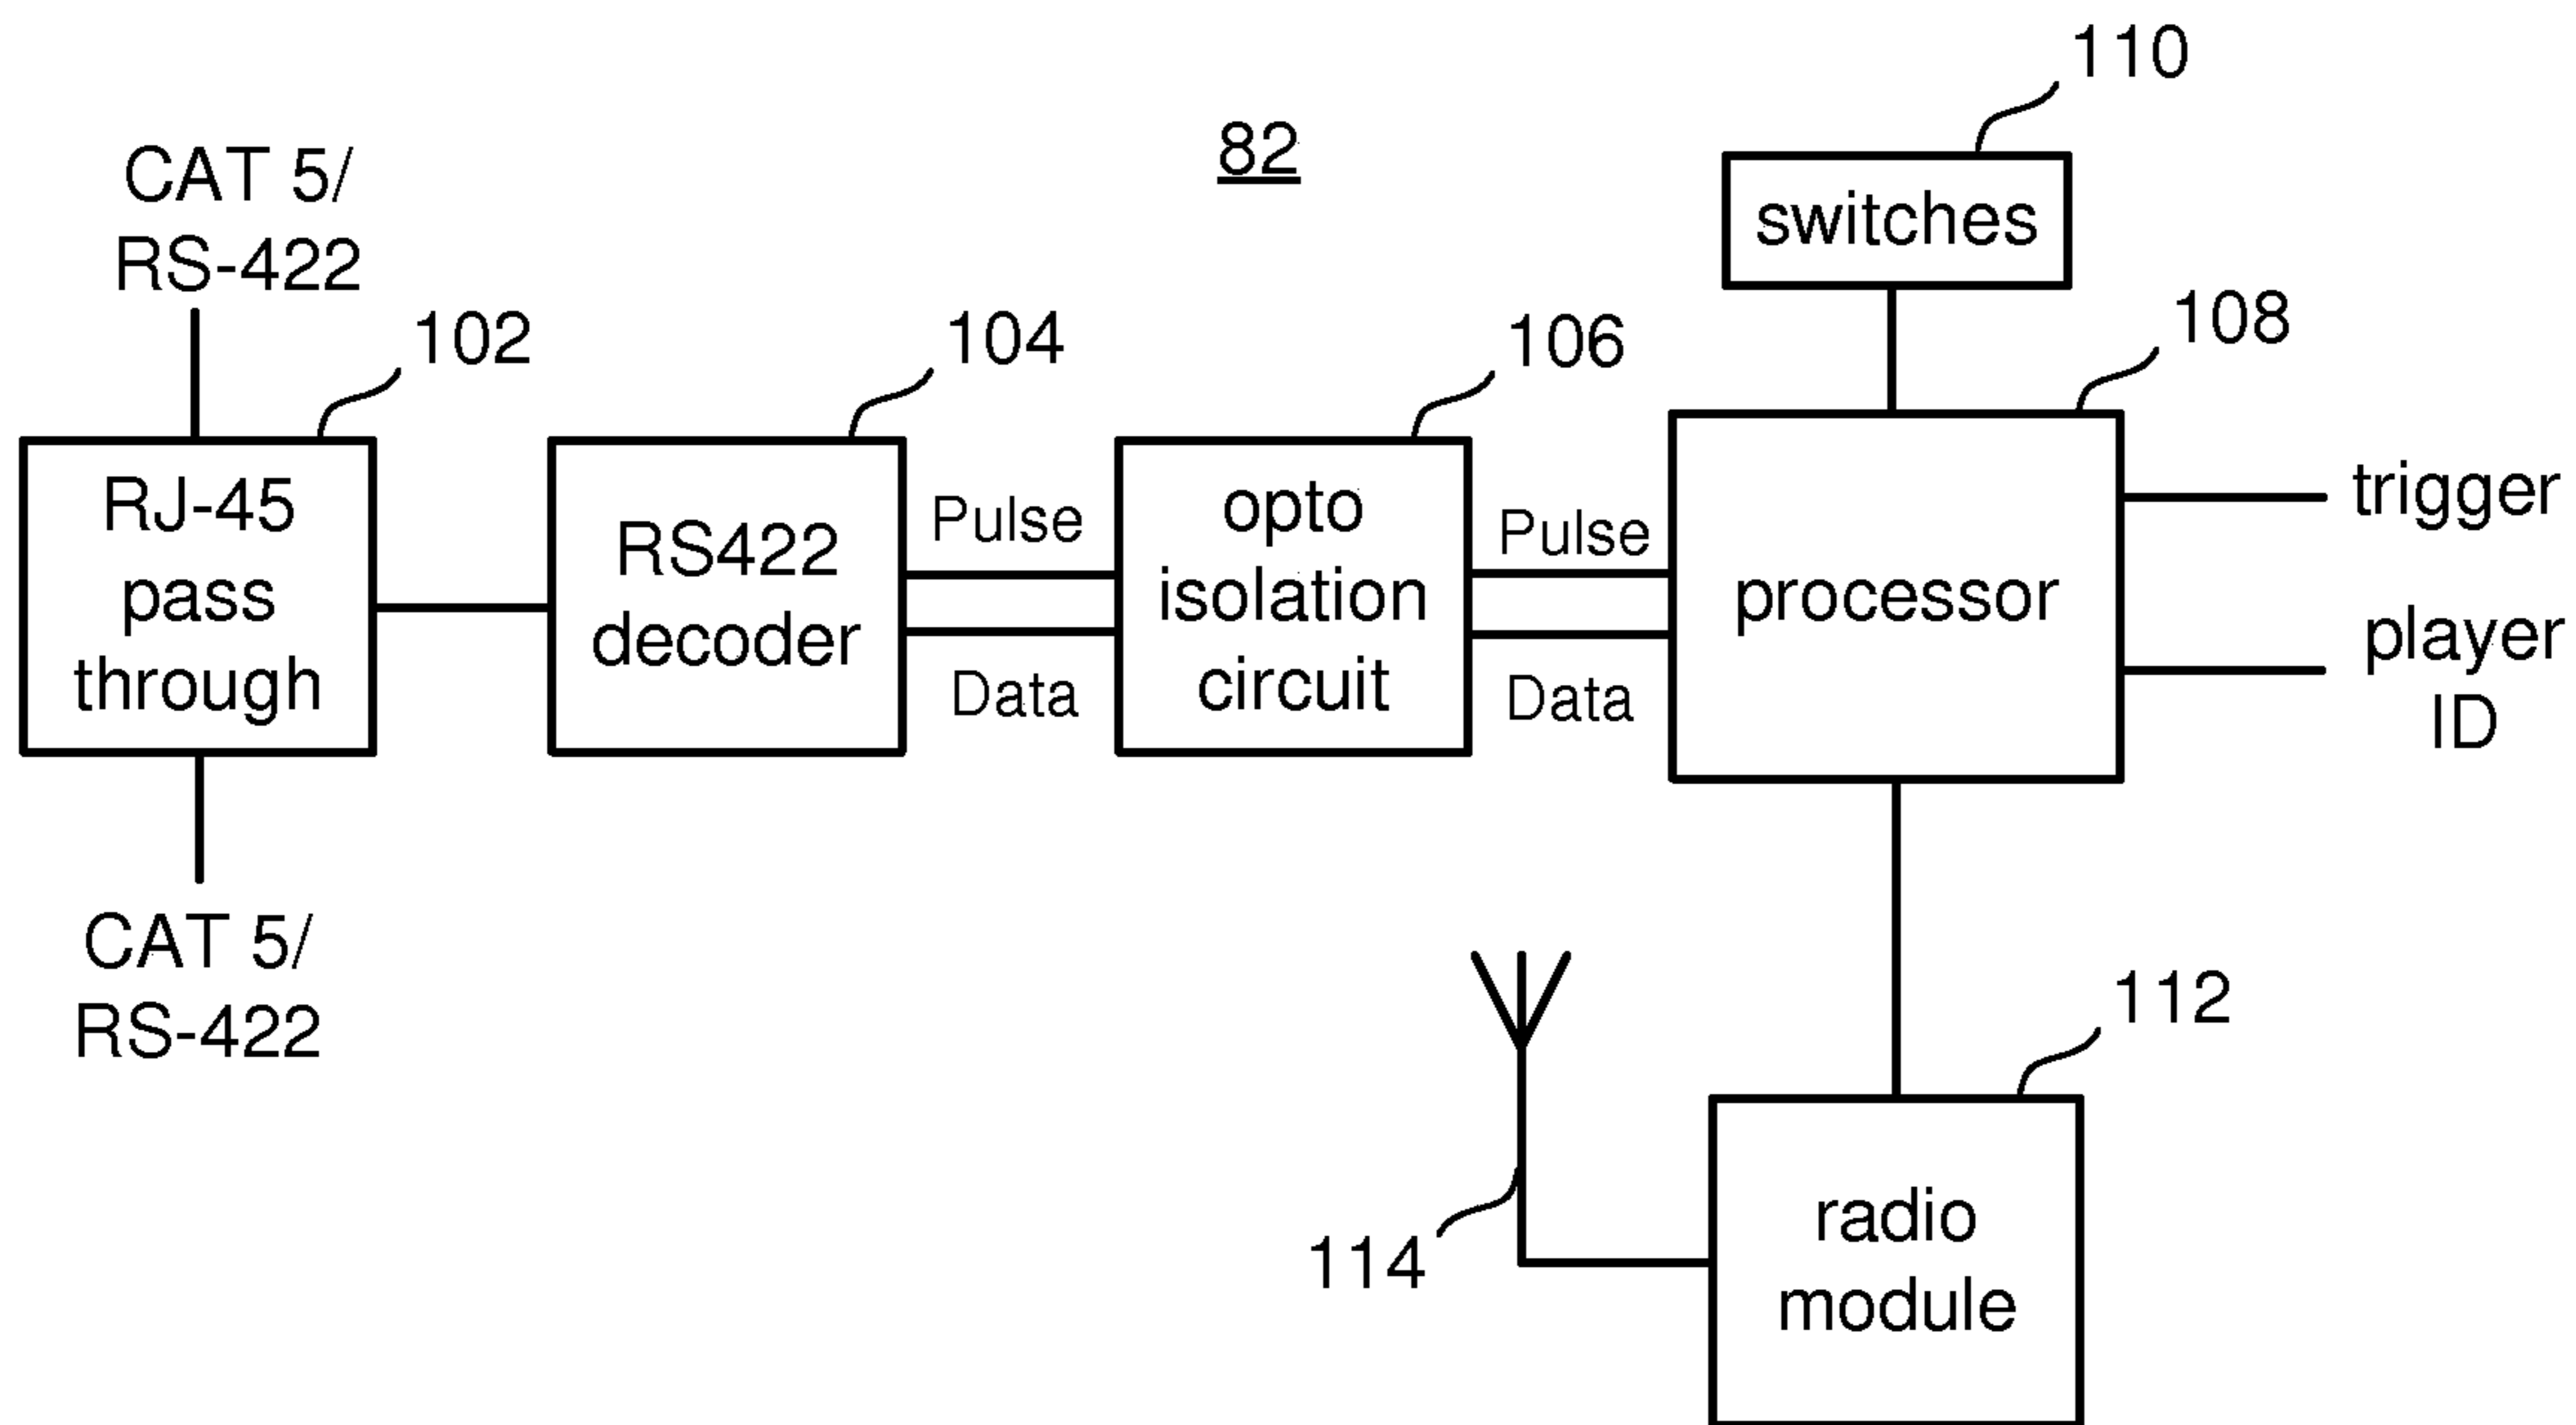 110
82
CAT 5/
RS-422
switches
102
104
106
108
RJ-45
pass
through
RS422
decoder
Pulse
Data
opto
isolation
circuit
Pulse
Data
processor
trigger
player
ID
CAT 5/
RS-422
112
114
radio
module